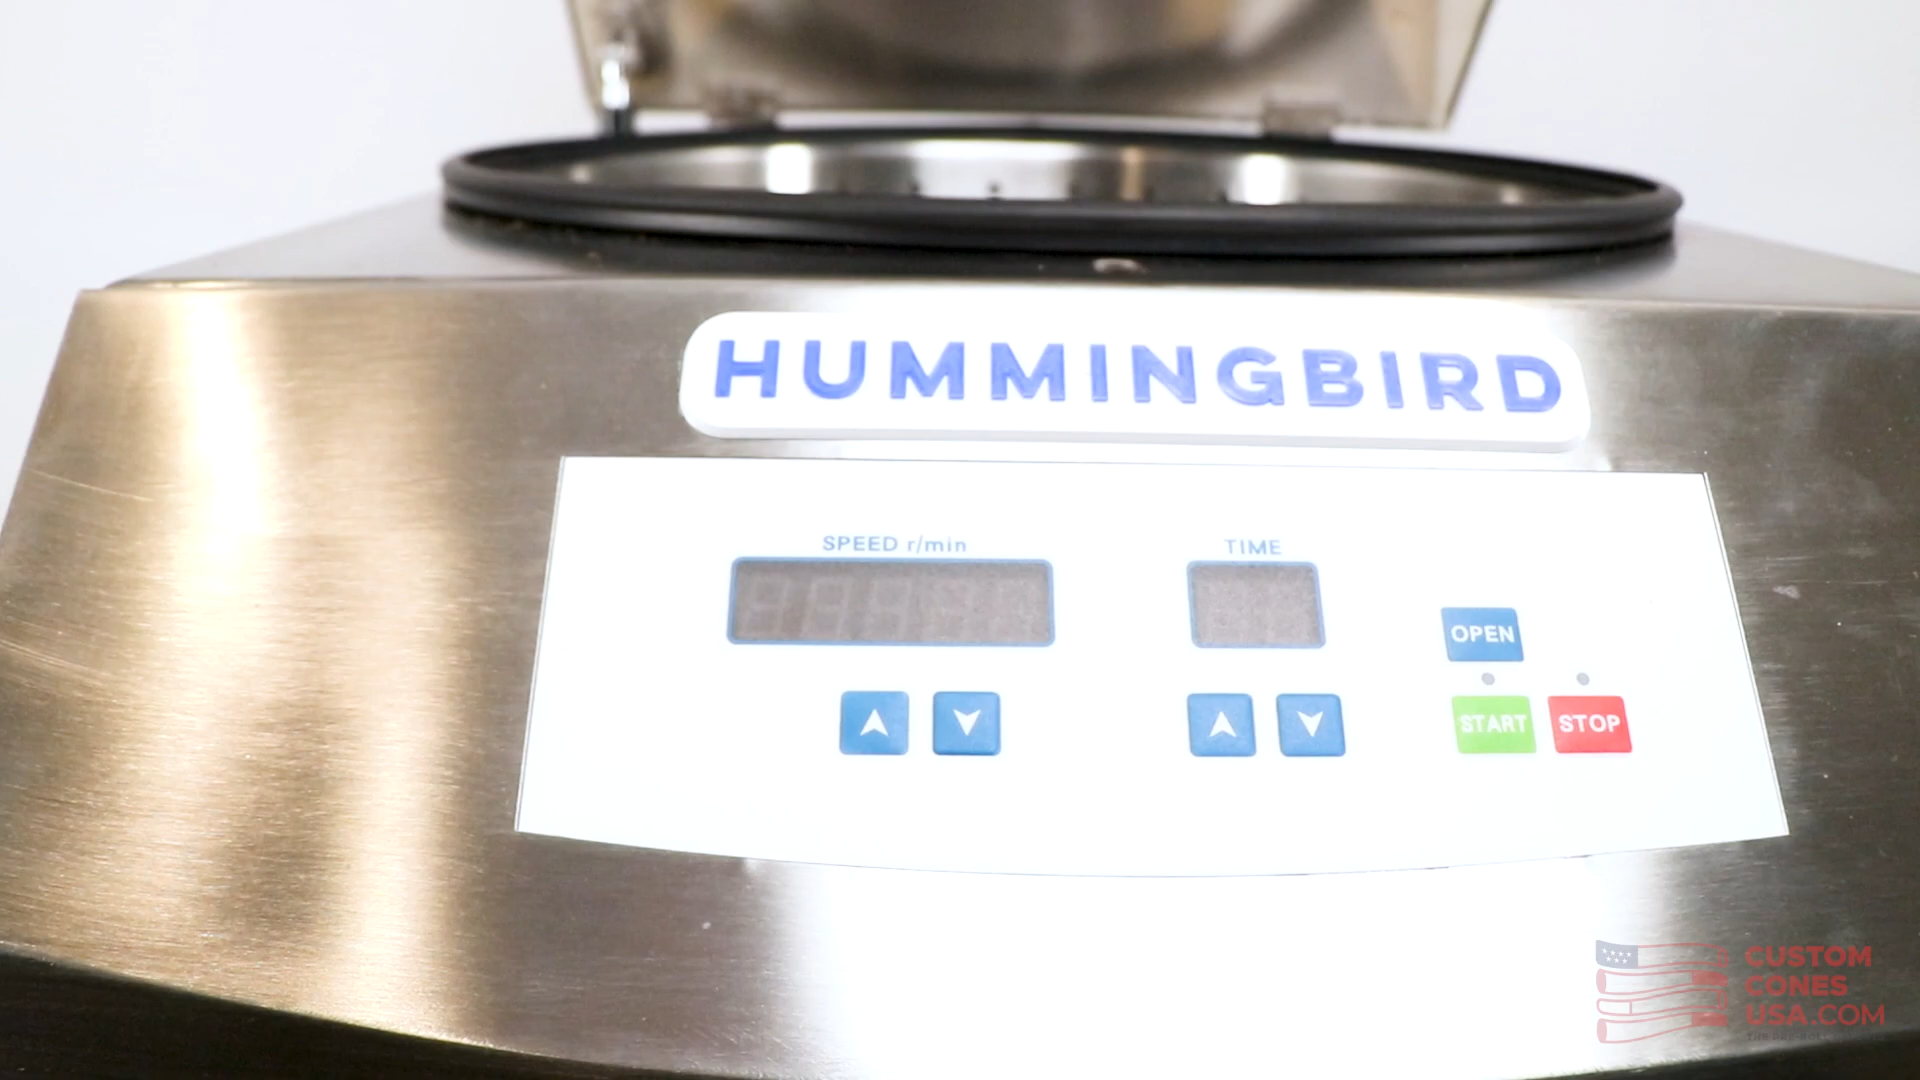 HUMMINGBIRD
SPEED r/min
TIME
OPEN
START
STOP
CUSTOM
CONES
USA.COM